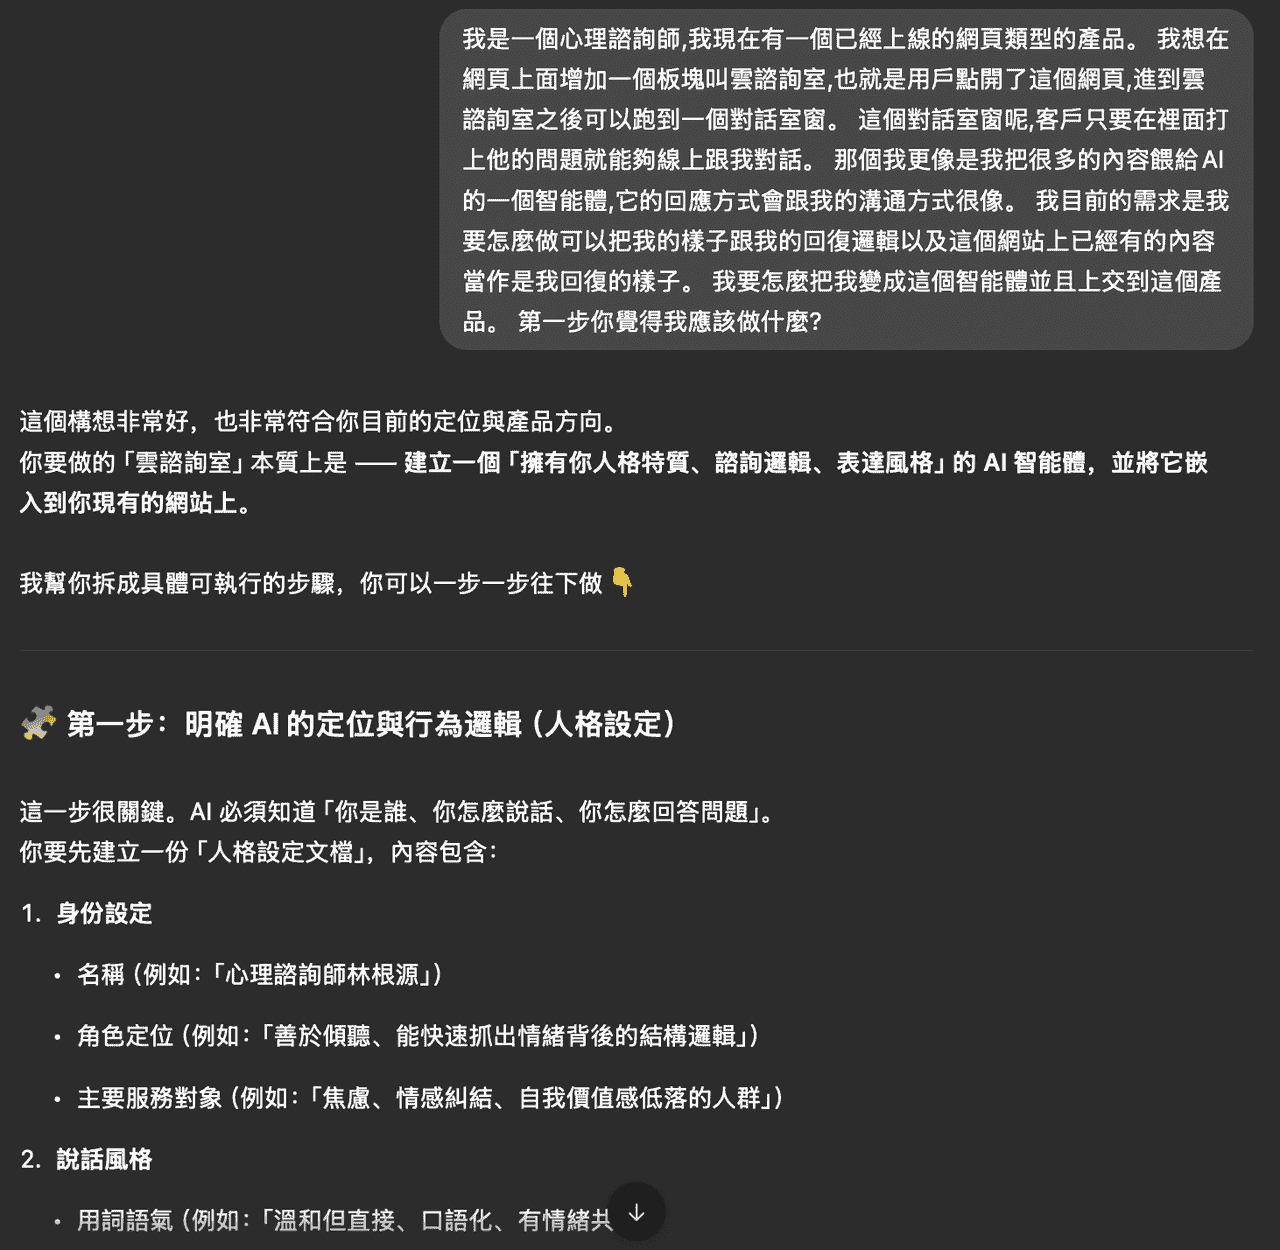 我是一個心理諮詢師,我現在有一個已經上線的網頁類型的產品。 我想在
網頁上面增加一個板塊叫雲諮詢室,也就是用戶點開了這個網頁,進到雲
諮詢室之後可以跑到一個對話室窗。 這個對話室窗呢,客戶只要在裡面打
上他的問題就能夠線上跟我對話。 那個我更像是我把很多的內容餵給AI
的一個智能體,它的回應方式會跟我的溝通方式很像。 我目前的需求是我
要怎麼做可以把我的樣子跟我的回復邏輯以及這個網站上已經有的內容
當作是我回復的樣子。 我要怎麼把我變成這個智能體並且上交到這個產
品。 第一步你覺得我應該做什麼?
這個構想非常好，也非常符合你目前的定位與產品方向。
你要做的「雲諮詢室」本質上是 —— 建立一個「擁有你人格特質、諮詢邏輯、表達風格」的 AI 智能體，並將它嵌
入到你現有的網站上。
我幫你拆成具體可執行的步驟，你可以一步一步往下做 👇
🧩 第一步：明確 AI 的定位與行為邏輯（人格設定）
這一步很關鍵。AI 必須知道「你是誰、你怎麼說話、你怎麼回答問題」。
你要先建立一份「人格設定文檔」，內容包含：
1. 身份設定
• 名稱（例如：「心理諮詢師林根源」）
• 角色定位（例如：「善於傾聽、能快速抓出情緒背後的結構邏輯」）
• 主要服務對象（例如：「焦慮、情感糾結、自我價值感低落的人群」）
2. 說話風格
• 用詞語氣（例如：「溫和但直接、口語化、有情緒共